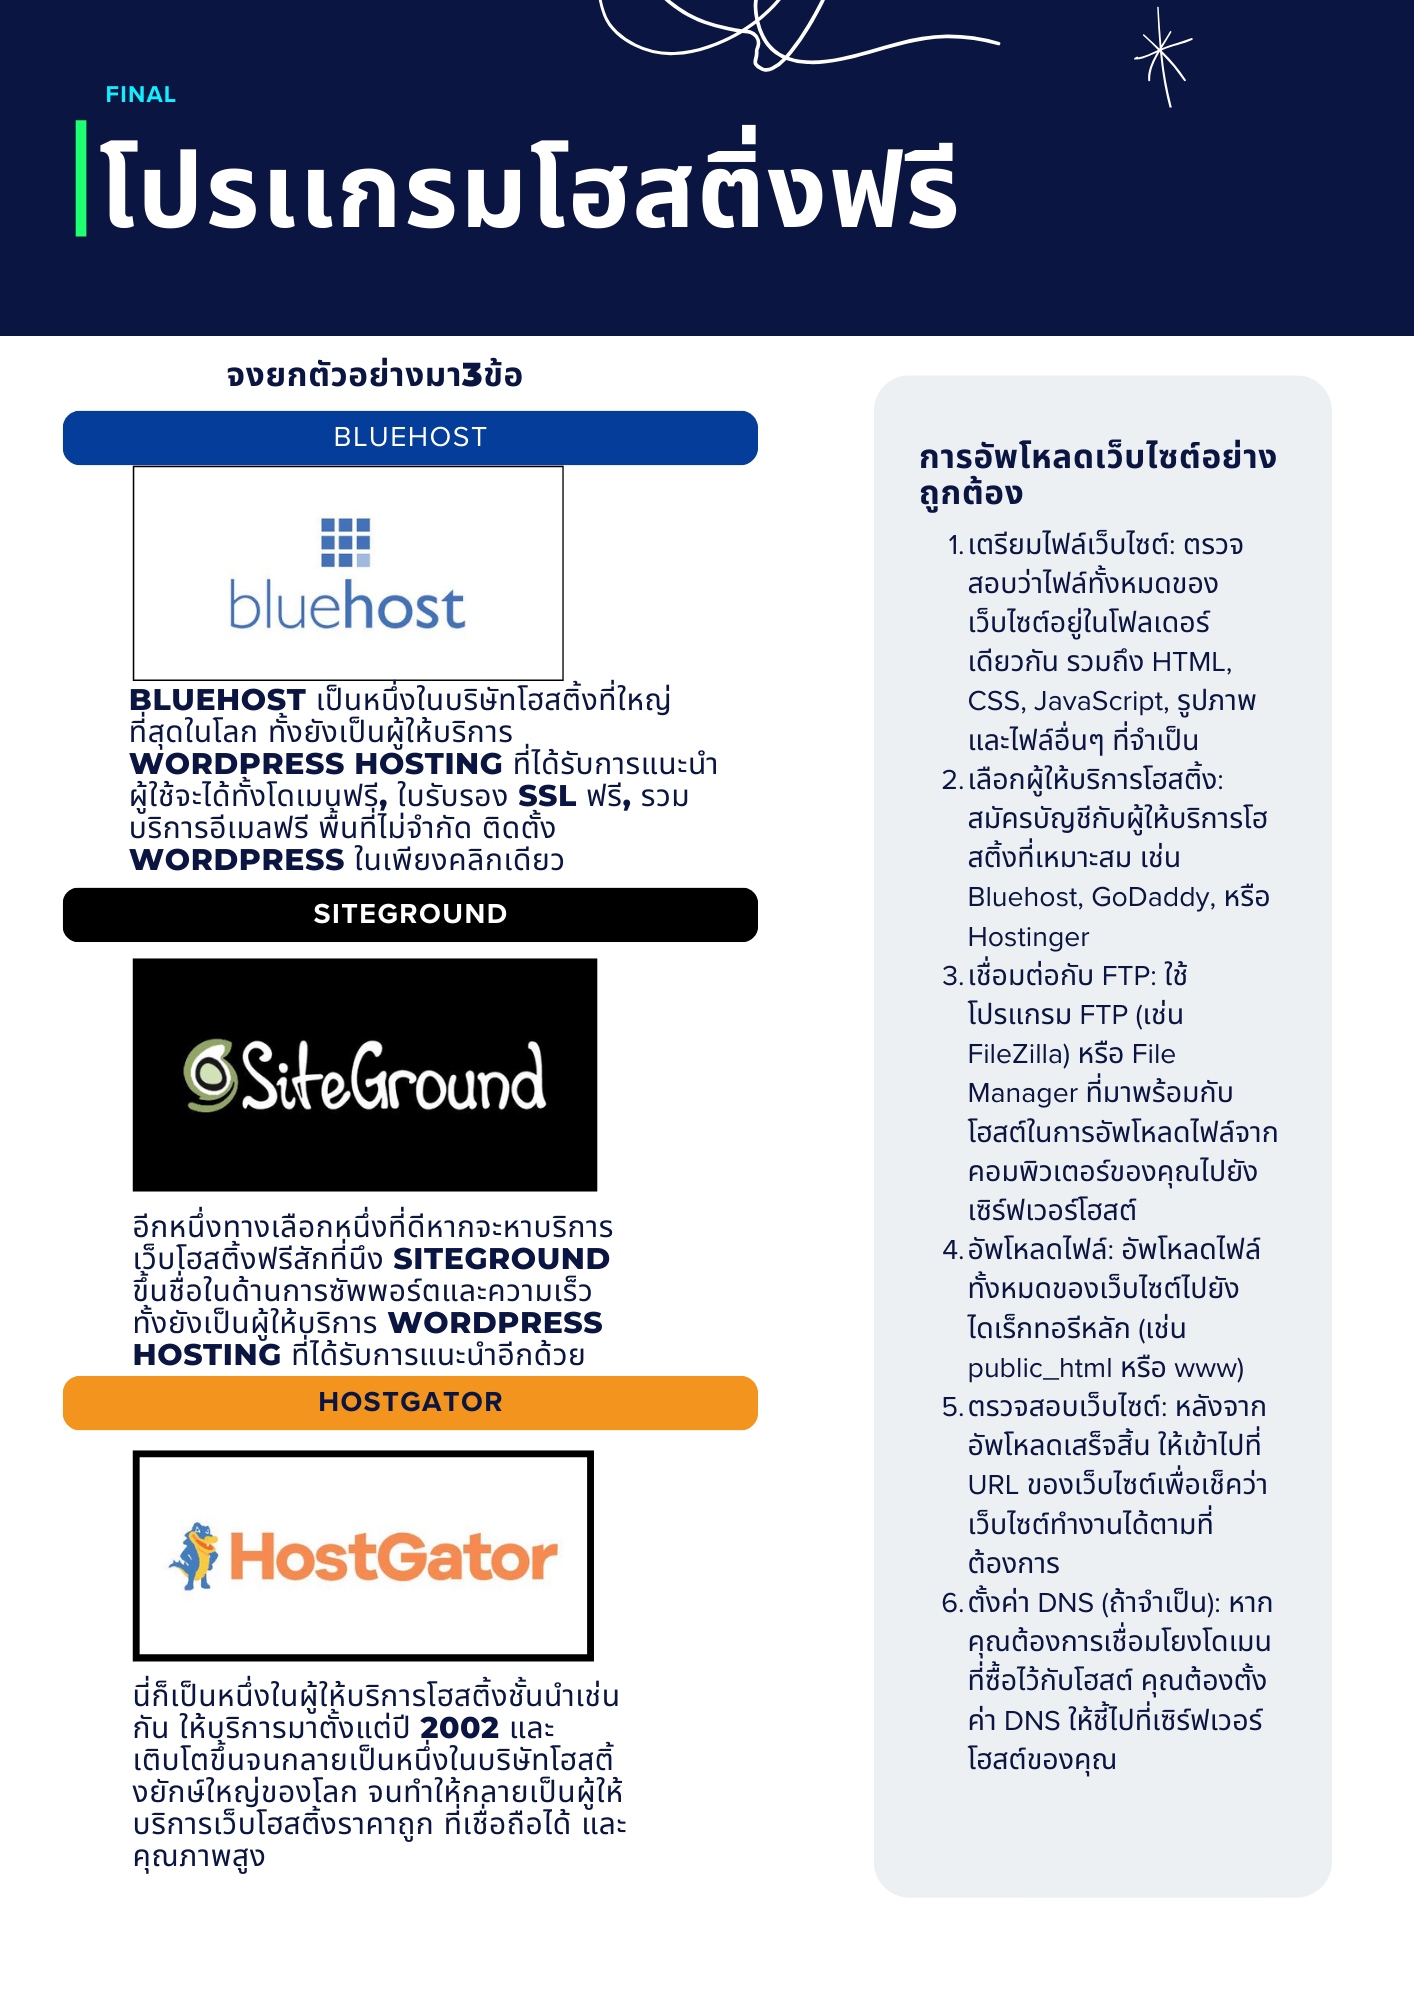 FINAL
โปรแกรมโฮสติ่งฟรี
จงยกตัวอย่างมา3ข้อ
BLUEHOST
bluehost
BLUEHOST เป็นหนึ่งในบริษัทโฮสติ้งที่ใหญ่
ที่สุดในโลก ทั้งยังเป็นผู้ให้บริการ
WORDPRESS HOSTING ที่ได้รับการแนะนำ
ผู้ใช้จะได้ทั้งโดเมนฟรี, ใบรับรอง SSL ฟรี, รวม
บริการอีเมลฟรี พื้นที่ไม่จำกัด ติดตั้ง
WORDPRESS ในเพียงคลิกเดียว
SITEGROUND
SiteGround
อีกหนึ่งทางเลือกหนึ่งที่ดีหากจะหาบริการ
เว็บโฮสติ้งฟรีสักที่นึง SITEGROUND
ขึ้นชื่อในด้านการซัพพอร์ตและความเร็ว
ทั้งยังเป็นผู้ให้บริการ WORDPRESS
HOSTING ที่ได้รับการแนะนำอีกด้วย
HOSTGATOR
HostGator
นี่ก็เป็นหนึ่งในผู้ให้บริการโฮสติ้งชั้นนำเช่น
กัน ให้บริการมาตั้งแต่ปี 2002 และ
เติบโตขึ้นจนกลายเป็นหนึ่งในบริษัทโฮสติ้
งยักษ์ใหญ่ของโลก จนทำให้กลายเป็นผู้ให้
บริการเว็บโฮสติ้งราคาถูก ที่เชื่อถือได้ และ
คุณภาพสูง
การอัพโหลดเว็บไซต์อย่าง
ถูกต้อง
1. เตรียมไฟล์เว็บไซต์: ตรวจ
สอบว่าไฟล์ทั้งหมดของ
เว็บไซต์อยู่ในโฟลเดอร์
เดียวกัน รวมถึง HTML,
CSS, JavaScript, รูปภาพ
และไฟล์อื่นๆ ที่จำเป็น
2. เลือกผู้ให้บริการโฮสติ้ง:
สมัครบัญชีกับผู้ให้บริการโฮ
สติ้งที่เหมาะสม เช่น
Bluehost, GoDaddy, หรือ
Hostinger
3. เชื่อมต่อกับ FTP: ใช้
โปรแกรม FTP (เช่น
FileZilla) หรือ File
Manager ที่มาพร้อมกับ
โฮสต์ในการอัพโหลดไฟล์จาก
คอมพิวเตอร์ของคุณไปยัง
เซิร์ฟเวอร์โฮสต์
4. อัพโหลดไฟล์: อัพโหลดไฟล์
ทั้งหมดของเว็บไซต์ไปยัง
ไดเร็กทอรีหลัก (เช่น
public_html หรือ www)
5. ตรวจสอบเว็บไซต์: หลังจาก
อัพโหลดเสร็จสิ้น ให้เข้าไปที่
URL ของเว็บไซต์เพื่อเช็คว่า
เว็บไซต์ทำงานได้ตามที่
ต้องการ
6. ตั้งค่า DNS (ถ้าจำเป็น): หาก
คุณต้องการเชื่อมโยงโดเมน
ที่ซื้อไว้กับโฮสต์ คุณต้องตั้ง
ค่า DNS ให้ชี้ไปที่เซิร์ฟเวอร์
โฮสต์ของคุณ